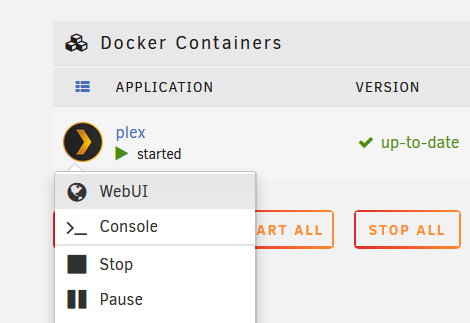 Docker Containers
APPLICATION VERSION
plex
started
up-to-date
WebUI
Console
ART ALL STOP ALL
Stop
Pause